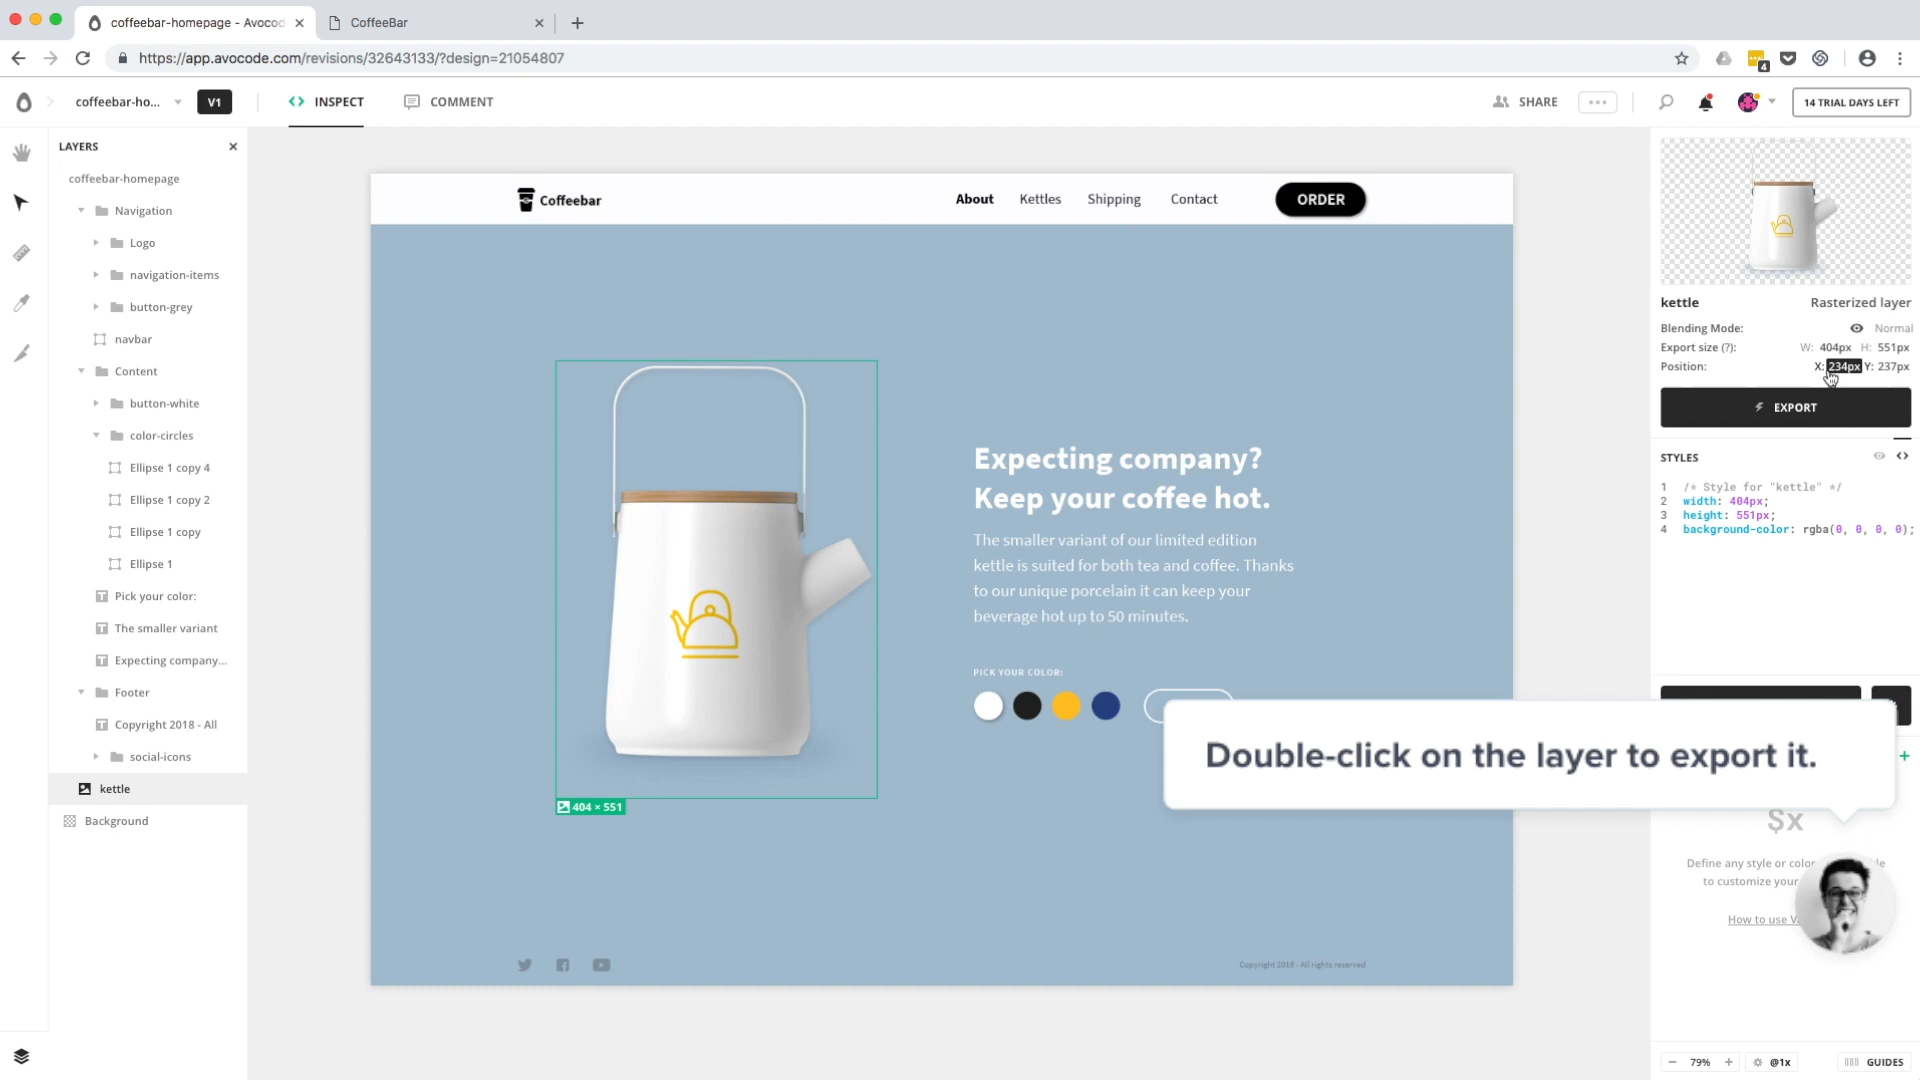 coffeebar-homepage - Avocod
CoffeeBar
https://app.avocode.com/revisions/32643133/?design=21054807
4
coffeebar-ho...
V1
INSPECT
COMMENT
SHARE
14 TRIAL DAYS LEFT
LAYERS
coffeebar-homepage
Navigation
Logo
navigation-items
button-grey
navbar
Content
button-white
color-circles
Ellipse 1 copy 4
Ellipse 1 copy 2
Ellipse 1 copy
Ellipse 1
Pick your color:
The smaller variant
Expecting company...
Footer
Copyright 2018 - All
social-icons
kettle
Background
Coffeebar
About
Kettles
Shipping
Contact
ORDER
404 × 551
Expecting company?
Keep your coffee hot.
The smaller variant of our limited edition
kettle is suited for both tea and coffee. Thanks
to our unique porcelain it can keep your
beverage hot up to 50 minutes.
PICK YOUR COLOR:
Copyright 2018 - All rights reserved
kettle
Rasterized layer
Blending Mode:
Normal
Export size (?):
W: 404px H: 551px
Position:
X: 234px Y: 237px
EXPORT
STYLES
1 /* Style for "kettle" */
2 width: 404px;
3 height: 551px;
4 background-color: rgba(0, 0, 0, 0);
Double-click on the layer to export it.
$x
Define any style or color
to customize your
How to use
79%
@1x
GUIDES